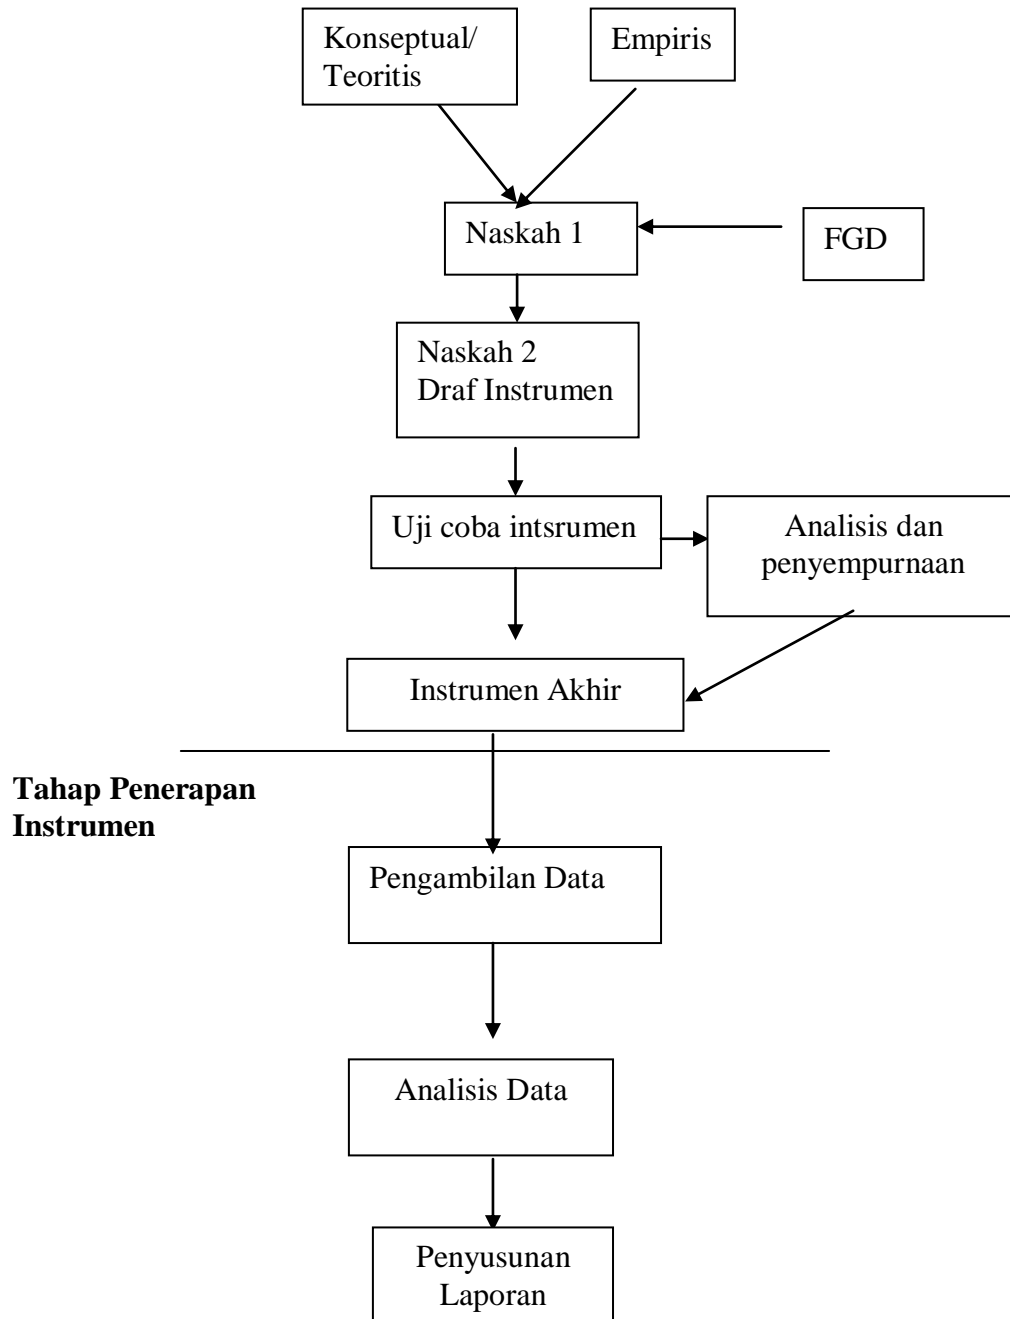 Konseptual/
Teoritis
Empiris
Naskah 1
FGD
Naskah 2
Draf Instrumen
Uji coba intsrumen
Analisis dan
penyempurnaan
Instrumen Akhir
Tahap Penerapan
Instrumen
Pengambilan Data
Analisis Data
Penyusunan
Laporan